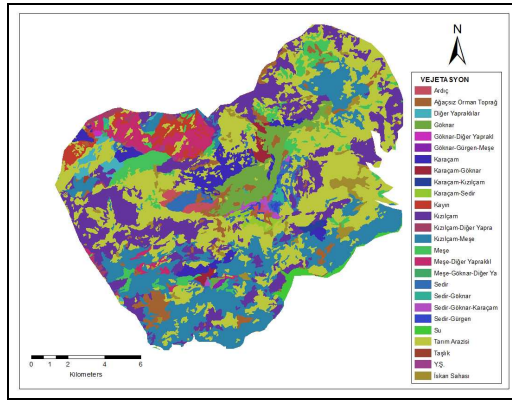 N
VEJETASYON
Ardıç
Ağaçsız Orman Toprağ
Diğer Yapraklılar
Göknar
Göknar-Diğer Yaprakl
Göknar-Gürgen-Meşe
Karaçam
Karaçam-Göknar
Karaçam-Kızılçam
Karaçam-Sedir
Kayın
Kızılçam
Kızılçam-Diğer Yapra
Kızılçam-Meşe
Meşe
Meşe-Diğer Yapraklıl
Meşe-Göknar-Diğer Ya
Sedir
Sedir-Göknar
Sedir-Göknar-Karaçam
Sedir-Gürgen
Su
Tarım Arazisi
Taşlık
Y.Ş.
İskan Sahası
0 1 2 4 6
Kilometers